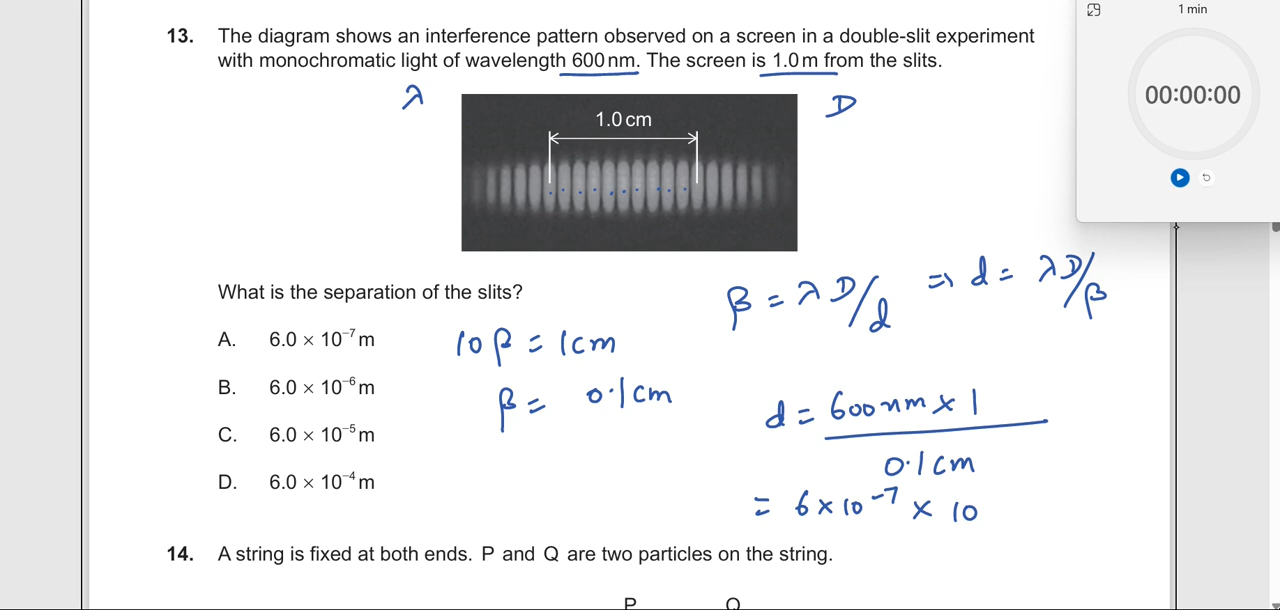 1 min
00:00:00
13. The diagram shows an interference pattern observed on a screen in a double-slit experiment
with monochromatic light of wavelength 600 nm. The screen is 1.0 m from the slits.
λ
D
1.0 cm
What is the separation of the slits?
β = λD/d ⇒ d = λD/β
A. 6.0 × 10⁻⁷ m
10β = 1cm
B. 6.0 × 10⁻⁶ m
β = 0.1cm
d = 600nm × 1
C. 6.0 × 10⁻⁵ m
0.1cm
D. 6.0 × 10⁻⁴ m
= 6 × 10⁻⁷ × 10
14. A string is fixed at both ends. P and Q are two particles on the string.
P Q